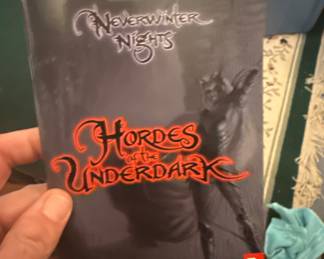 Neverwinter
Nights
Hordes
of the
Underdark